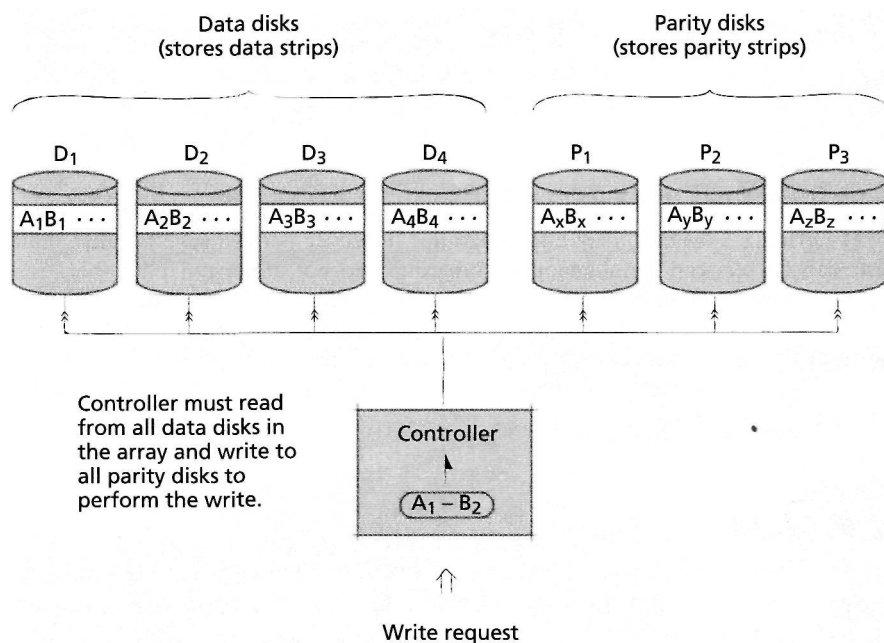 Data disks
(stores data strips)
Parity disks
(stores parity strips)
D₁ D₂ D₃ D₄ P₁ P₂ P₃
A₁B₁ ··· A₂B₂ ··· A₃B₃ ··· A₄B₄ ··· AₓBₓ ··· AyBy ··· AzBz ···
Controller must read
from all data disks in
the array and write to
all parity disks to
perform the write.
Controller
A₁ – B₂
Write request